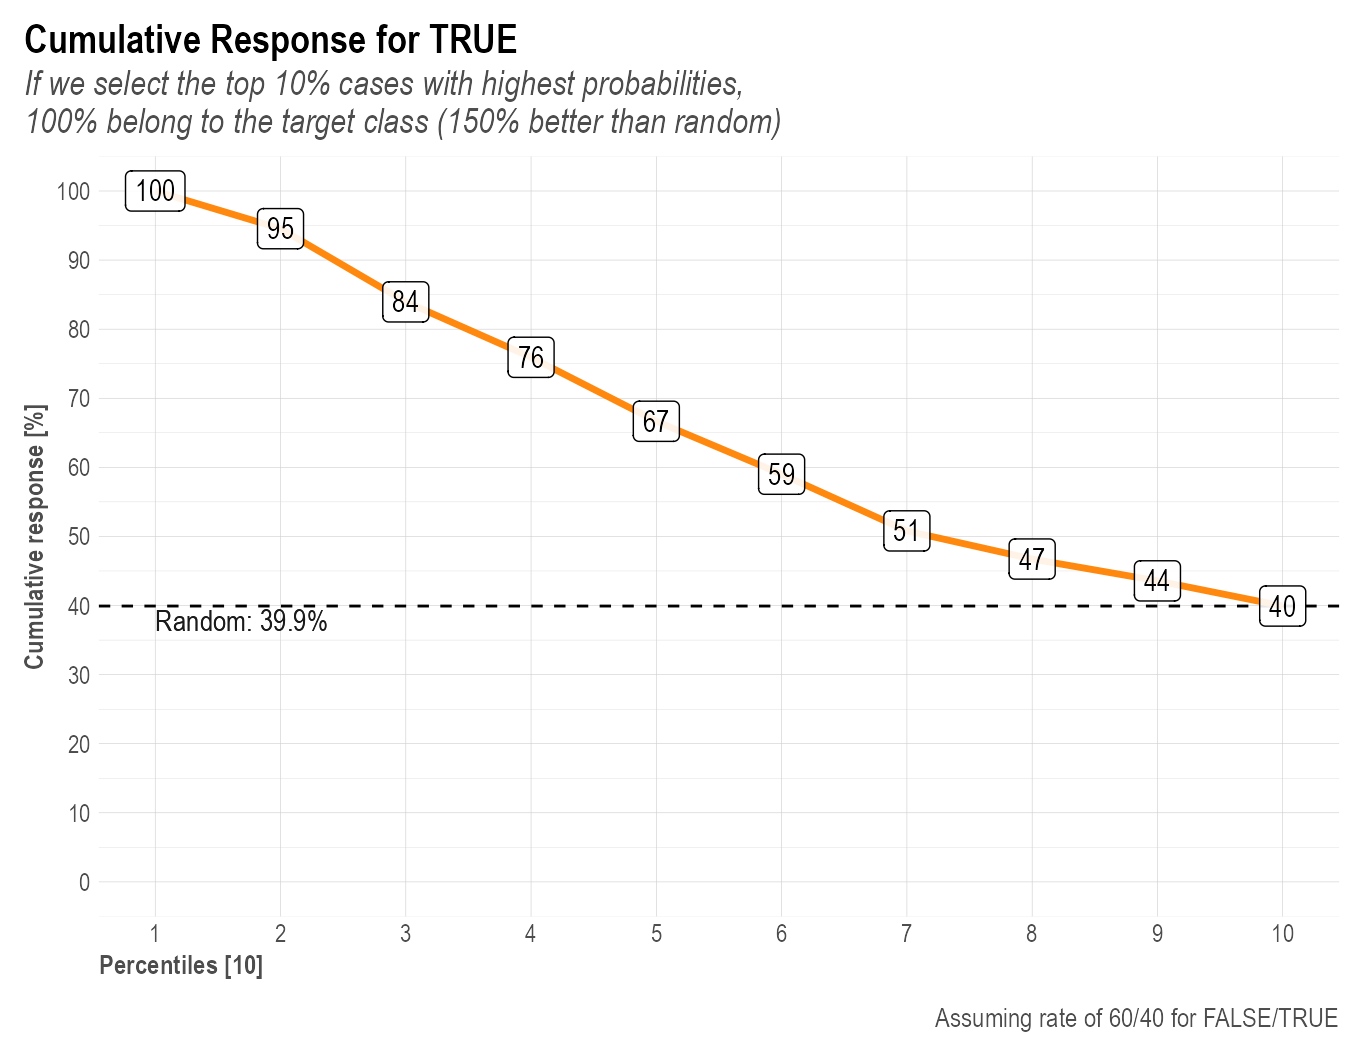 Cumulative Response for TRUE
If we select the top 10% cases with highest probabilities,
100% belong to the target class (150% better than random)
Cumulative response [%]
100
90
80
70
60
50
40
30
20
10
0
100
95
84
76
67
59
51
47
44
40
Random: 39.9%
1 2 3 4 5 6 7 8 9 10
Percentiles [10]
Assuming rate of 60/40 for FALSE/TRUE